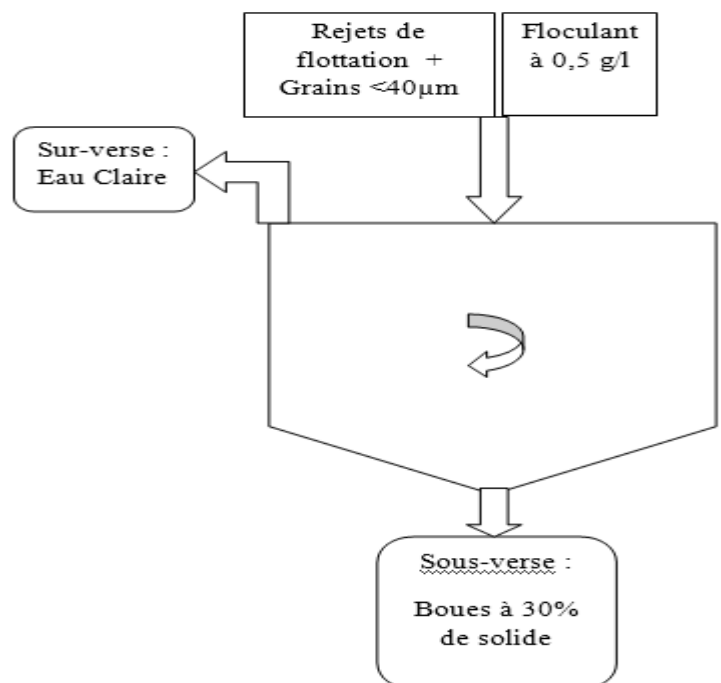 Rejets de
flottation +
Grains <40µm
Floculant
à 0,5 g/l
Sur-verse :
Eau Claire
Sous-verse :
Boues à 30%
de solide